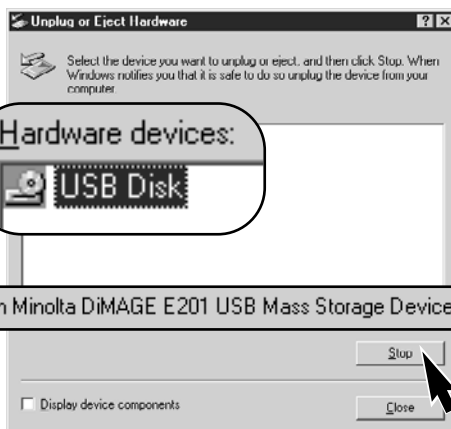 Unplug or Eject Hardware
Select the device you want to unplug or eject, and then click Stop. When
Windows notifies you that it is safe to do so unplug the device from your
computer.
Hardware devices:
USB Disk
n Minolta DiMAGE E201 USB Mass Storage Device
Stop
Display device components
Close